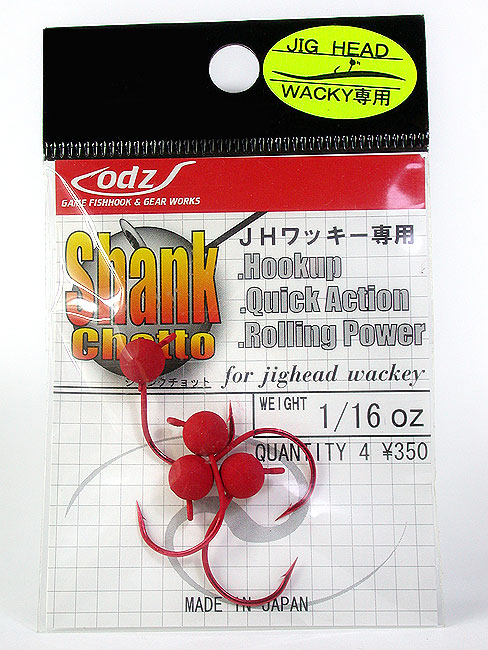 JIG HEAD
WACKY専用
odz
GAME FISHHOOK & GEAR WORKS
Shank
Chotto
シャンクチョット
JHワッキー専用
.Hookup
.Quick Action
.Rolling Power
for jighead wackey
WEIGHT 1/16 oz
QUANTITY 4 ¥350
MADE IN JAPAN